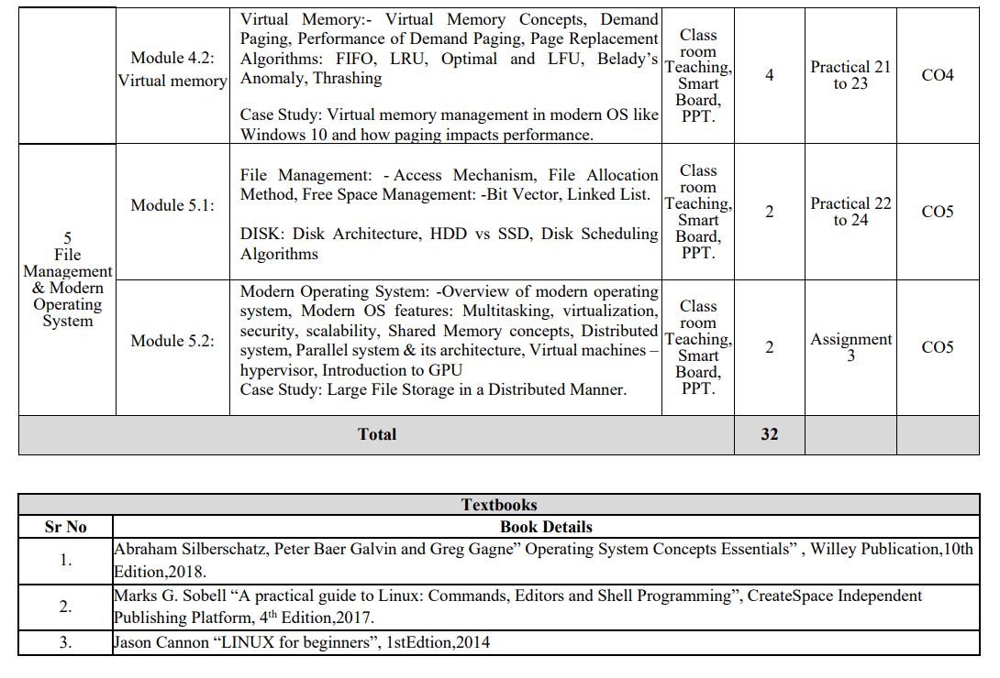 Module 4.2:
Virtual memory
Virtual Memory:- Virtual Memory Concepts, Demand
Paging, Performance of Demand Paging, Page Replacement
Algorithms: FIFO, LRU, Optimal and LFU, Belady’s
Anomaly, Thrashing
Case Study: Virtual memory management in modern OS like
Windows 10 and how paging impacts performance.
Class
room
Teaching,
Smart
Board,
PPT.
4
Practical 21
to 23
CO4
5
File
Management
& Modern
Operating
System
Module 5.1:
File Management: - Access Mechanism, File Allocation
Method, Free Space Management: -Bit Vector, Linked List.
DISK: Disk Architecture, HDD vs SSD, Disk Scheduling
Algorithms
Class
room
Teaching,
Smart
Board,
PPT.
2
Practical 22
to 24
CO5
Module 5.2:
Modern Operating System: -Overview of modern operating
system, Modern OS features: Multitasking, virtualization,
security, scalability, Shared Memory concepts, Distributed
system, Parallel system & its architecture, Virtual machines –
hypervisor, Introduction to GPU
Case Study: Large File Storage in a Distributed Manner.
Class
room
Teaching,
Smart
Board,
PPT.
2
Assignment
3
CO5
Total
32
Textbooks
Sr No
Book Details
1.
Abraham Silberschatz, Peter Baer Galvin and Greg Gagne” Operating System Concepts Essentials” , Willey Publication,10th
Edition,2018.
2.
Marks G. Sobell “A practical guide to Linux: Commands, Editors and Shell Programming”, CreateSpace Independent
Publishing Platform, 4th Edition,2017.
3.
Jason Cannon “LINUX for beginners”, 1stEdtion,2014